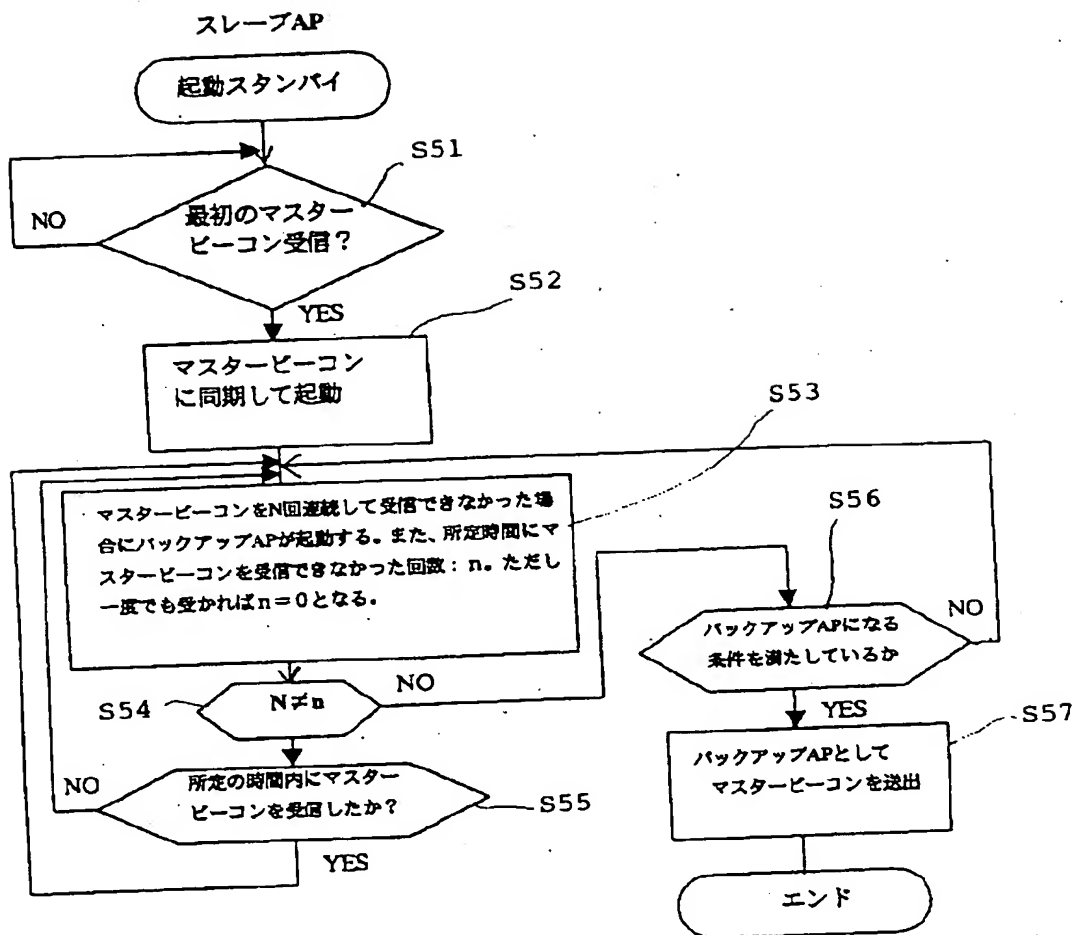 スレーブAP
起動スタンバイ
S51
最初のマスター
ビーコン受信?
NO
YES
S52
マスタービーコン
に同期して起動
S53
マスタービーコンをN回連続して受信できなかった場
合にバックアップAPが起動する。また、所定時間にマ
スタービーコンを受信できなかった回数:n。ただし
一度でも受かればn=0となる。
S54
N≠n
NO
所定の時間内にマスター
ビーコンを受信したか?
NO
S55
YES
S56
バックアップAPになる
条件を満たしているか
NO
YES
S57
バックアップAPとして
マスタービーコンを送出
エンド